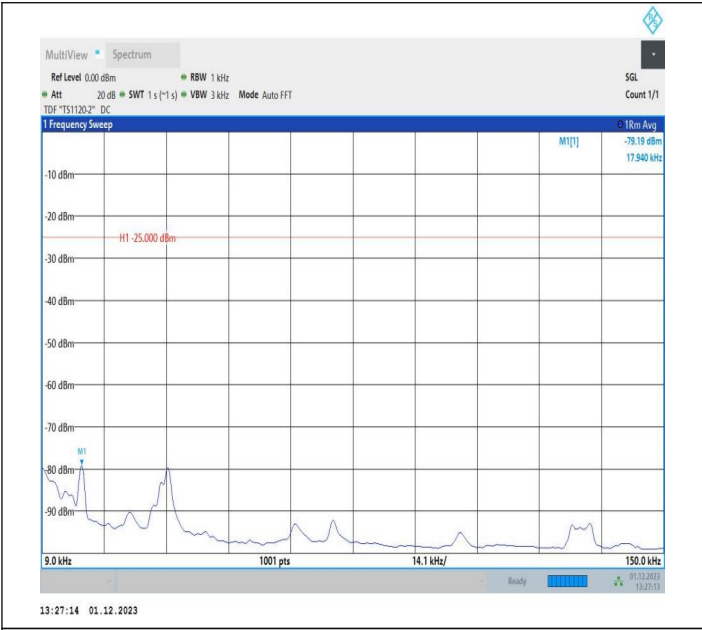 MultiView Spectrum
Ref Level 0.00 dBm RBW 1 kHz SGL
Att 20 dB SWT 1 s (~1 s) VBW 3 kHz Mode Auto FFT Count 1/1
TDF "TS1120-2" DC
1 Frequency Sweep 1Rm Avg
M1[1] -79.19 dBm
17.940 kHz
-10 dBm
-20 dBm
H1 -25.000 dBm
-30 dBm
-40 dBm
-50 dBm
-60 dBm
-70 dBm
M1
-80 dBm
-90 dBm
9.0 kHz 1001 pts 14.1 kHz/ 150.0 kHz
Ready 01.12.2023
13:27:13
13:27:14 01.12.2023